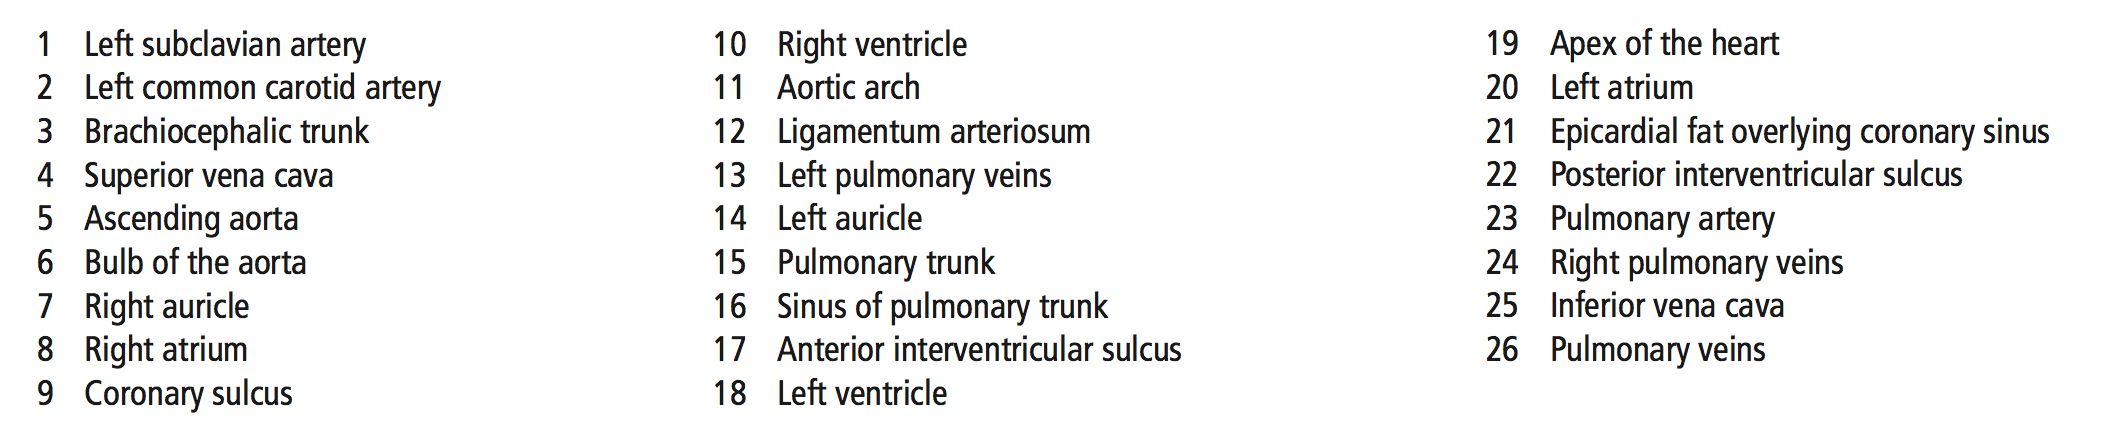 1 Left subclavian artery
2 Left common carotid artery
3 Brachiocephalic trunk
4 Superior vena cava
5 Ascending aorta
6 Bulb of the aorta
7 Right auricle
8 Right atrium
9 Coronary sulcus
10 Right ventricle
11 Aortic arch
12 Ligamentum arteriosum
13 Left pulmonary veins
14 Left auricle
15 Pulmonary trunk
16 Sinus of pulmonary trunk
17 Anterior interventricular sulcus
18 Left ventricle
19 Apex of the heart
20 Left atrium
21 Epicardial fat overlying coronary sinus
22 Posterior interventricular sulcus
23 Pulmonary artery
24 Right pulmonary veins
25 Inferior vena cava
26 Pulmonary veins